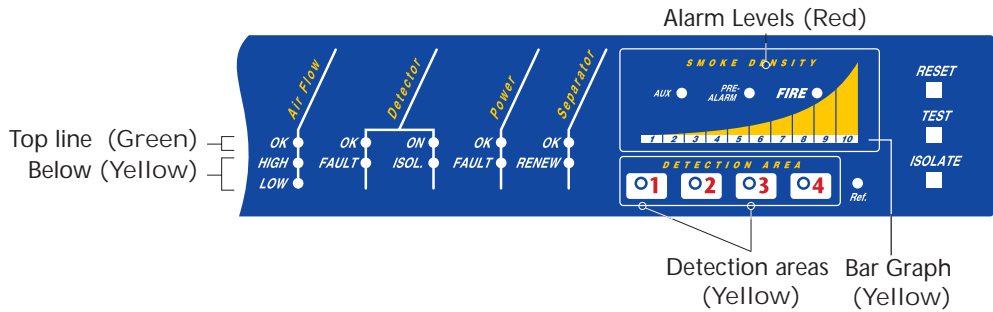 Alarm Levels (Red)
Air Flow
Detector
Power
Separator
SMOKE DENSITY
AUX
PRE-
ALARM
FIRE
1 2 3 4 5 6 7 8 9 10
RESET
TEST
ISOLATE
Top line (Green)
Below (Yellow)
OK OK ON OK OK
HIGH FAULT ISOL. FAULT RENEW
LOW
DETECTION AREA
1 2 3 4
Ref.
Detection areas
(Yellow)
Bar Graph
(Yellow)